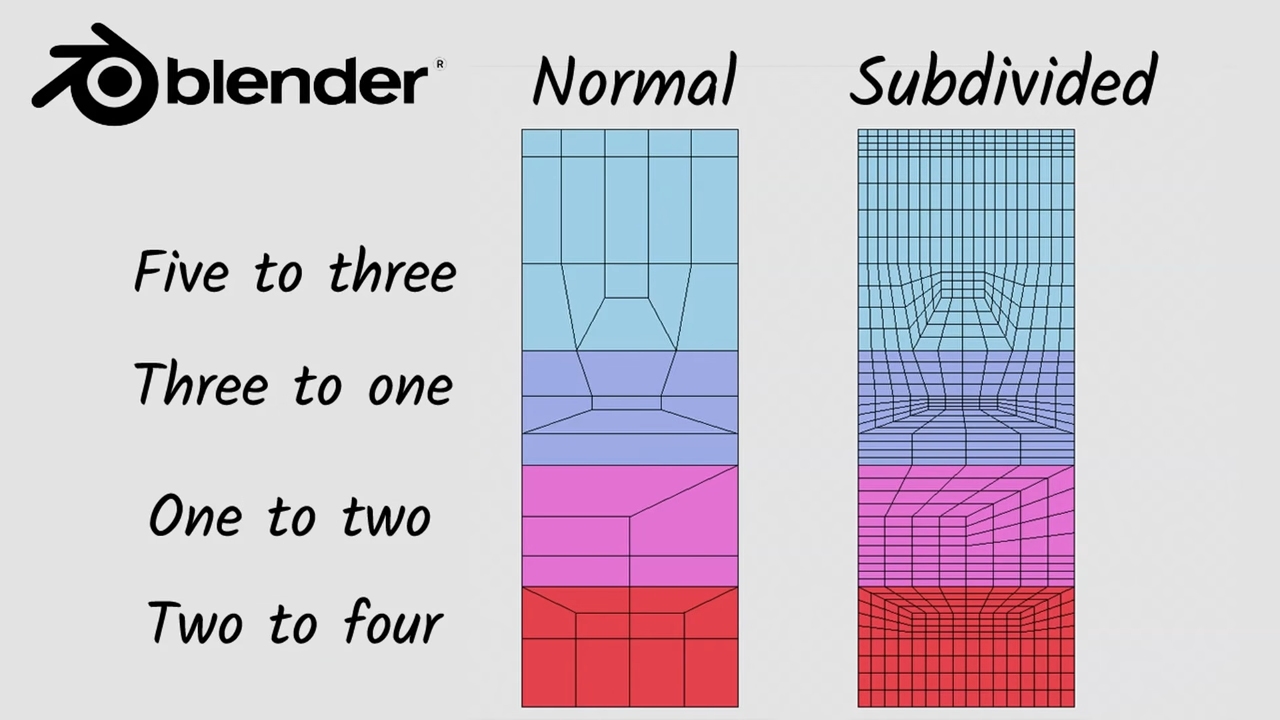 blender®
Normal
Subdivided
Five to three
Three to one
One to two
Two to four